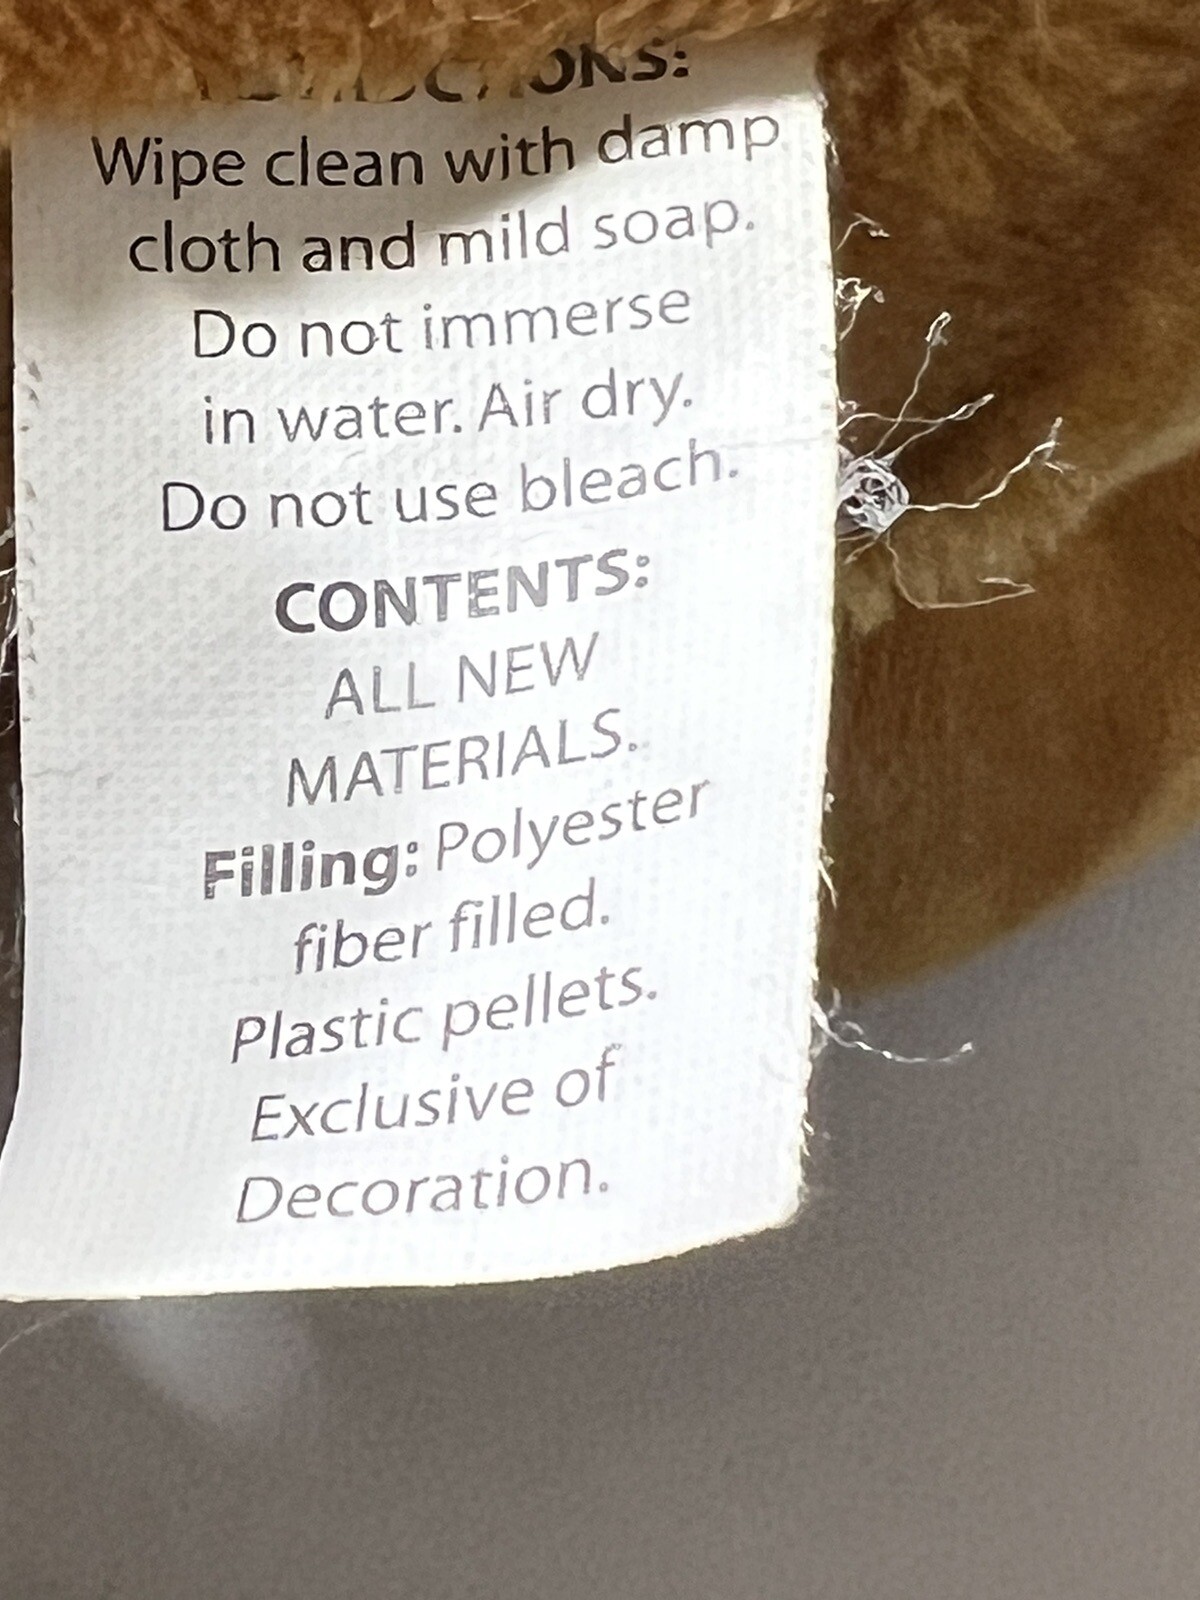 Wipe clean with damp
cloth and mild soap.
Do not immerse
in water. Air dry.
Do not use bleach.
CONTENTS:
ALL NEW
MATERIALS.
Filling: Polyester
fiber filled.
Plastic pellets.
Exclusive of
Decoration.